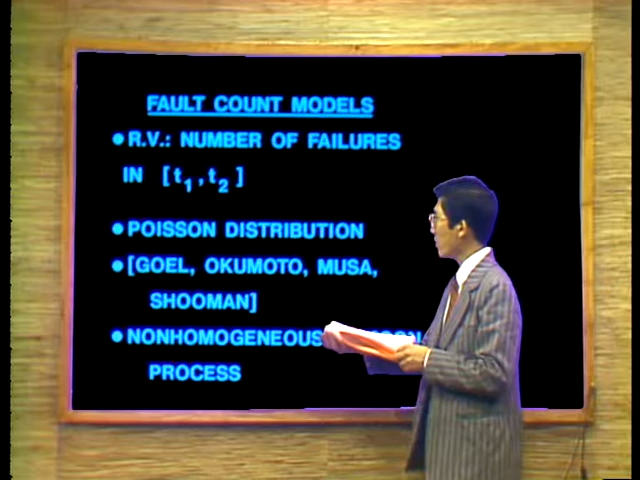 FAULT COUNT MODELS
● R.V.: NUMBER OF FAILURES
IN [t1,t2]
● POISSON DISTRIBUTION
● [GOEL, OKUMOTO, MUSA,
SHOOMAN]
● NONHOMOGENEOUS
PROCESS